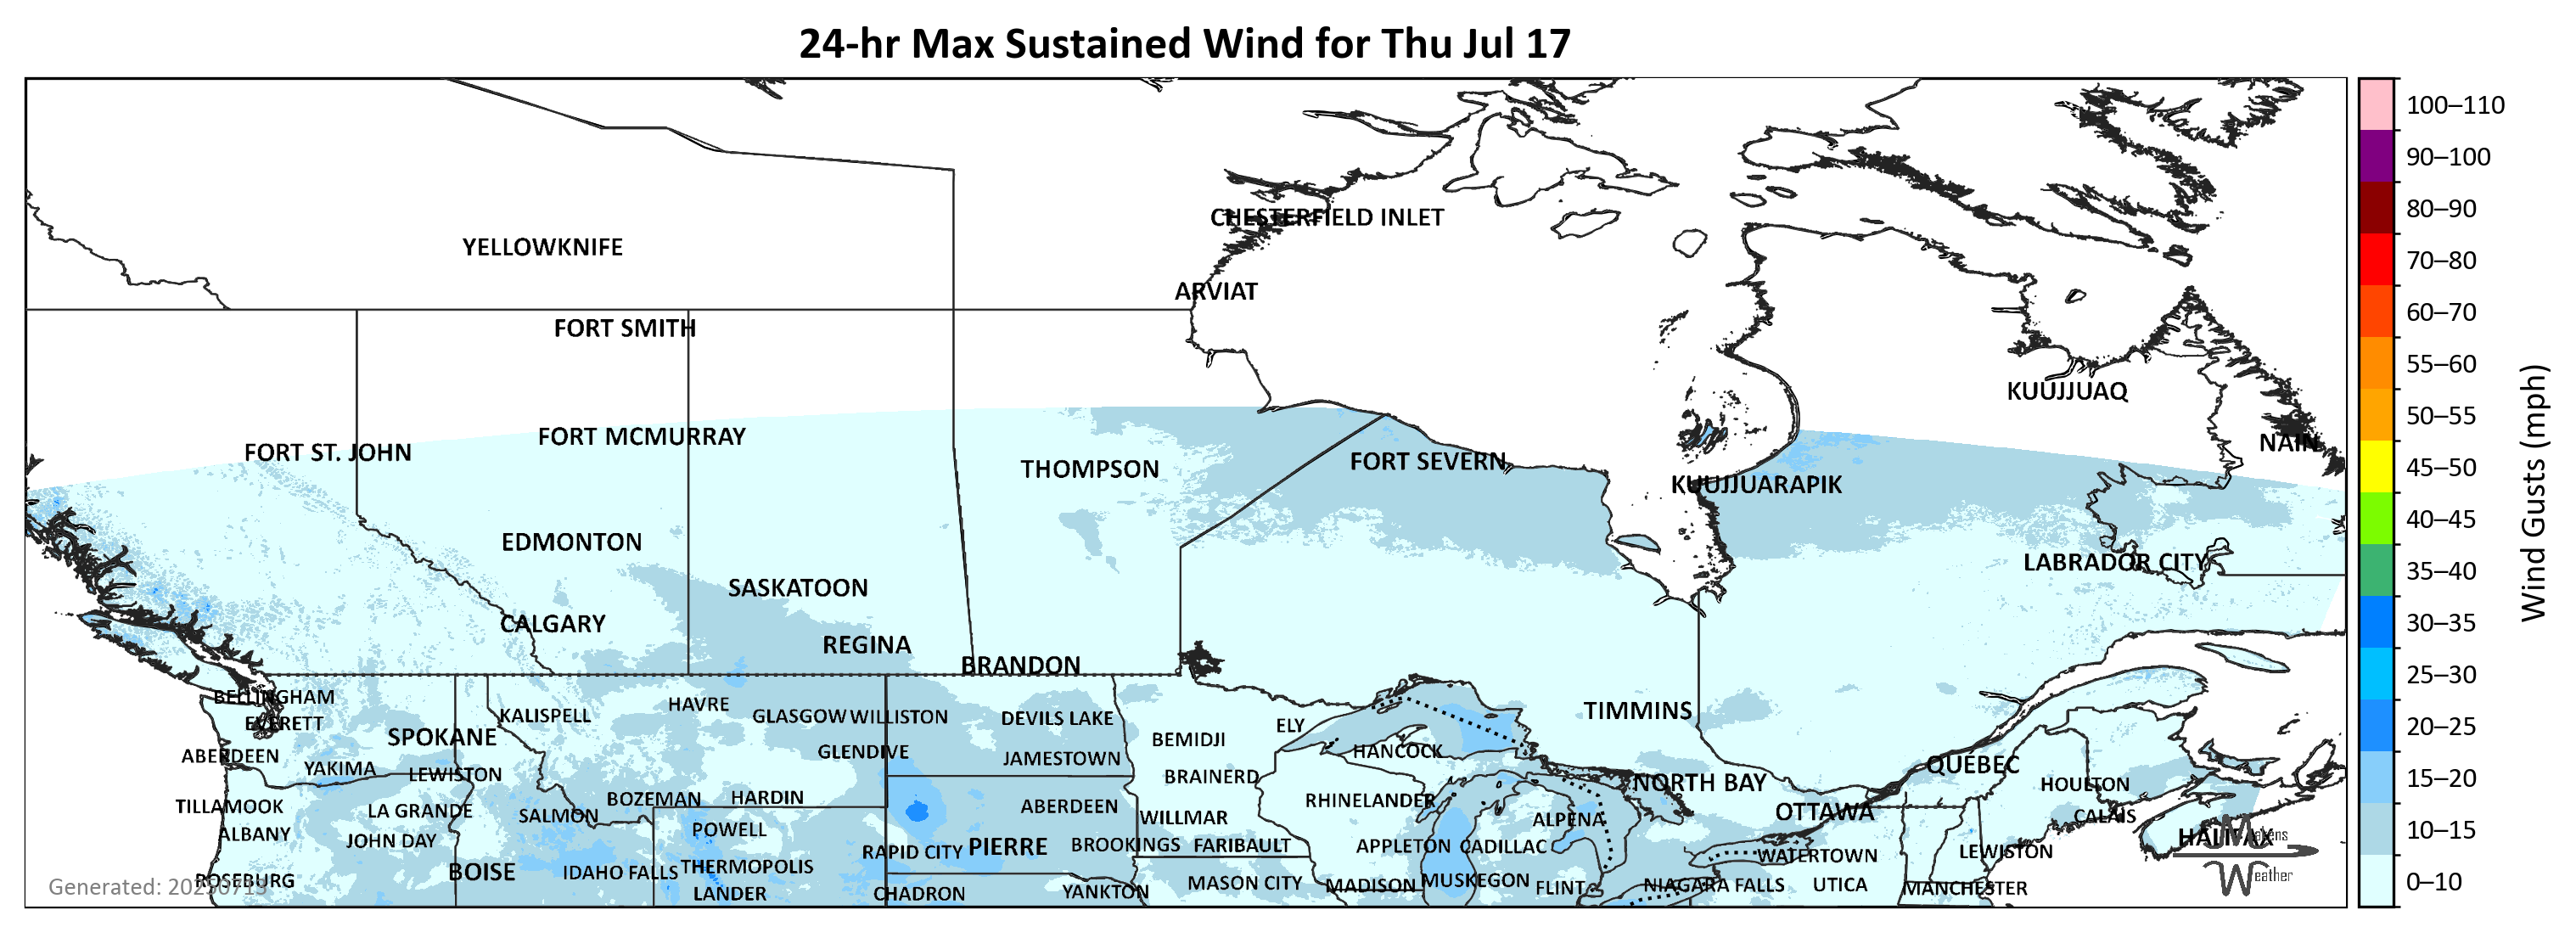 24-hr Max Sustained Wind for Thu Jul 17
CHESTERFIELD INLET
YELLOWKNIFE
ARVIAT
FORT SMITH
KUUJJUAQ
FORT ST. JOHN
FORT MCMURRAY
THOMPSON
FORT SEVERN
KUUJJUARAPIK
NAIN
EDMONTON
SASKATOON
LABRADOR CITY
CALGARY
REGINA
BRANDON
BELLINGHAM
EVERETT
KALISPELL
HAVRE
GLASGOW
WILLISTON
DEVILS LAKE
ELY
TIMMINS
SPOKANE
BEMIDJI
HANCOCK
ABERDEEN
YAKIMA
LEWISTON
GLENDIVE
JAMESTOWN
BRAINERD
NORTH BAY
QUÉBEC
HOULTON
TILLAMOOK
LA GRANDE
SALMON
BOZEMAN
HARDIN
ABERDEEN
WILLMAR
RHINELANDER
ALPENA
OTTAWA
CALAIS
ALBANY
JOHN DAY
POWELL
RAPID CITY
PIERRE
BROOKINGS
FARIBAULT
APPLETON
CADILLAC
WATERTOWN
LEWISTON
HALIFAX
ROSEBURG
BOISE
IDAHO FALLS
THERMOPOLIS
LANDER
CHADRON
YANKTON
MASON CITY
MADISON
MUSKEGON
FLINT
NIAGARA FALLS
UTICA
MANCHESTER
Weather
100–110
90–100
80–90
70–80
60–70
55–60
50–55
45–50
40–45
35–40
30–35
25–30
20–25
15–20
10–15
0–10
Wind Gusts (mph)